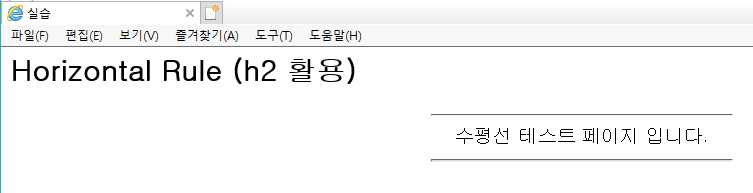 실습
파일(F) 편집(E) 보기(V) 즐겨찾기(A) 도구(T) 도움말(H)
Horizontal Rule (h2 활용)
수평선 테스트 페이지 입니다.